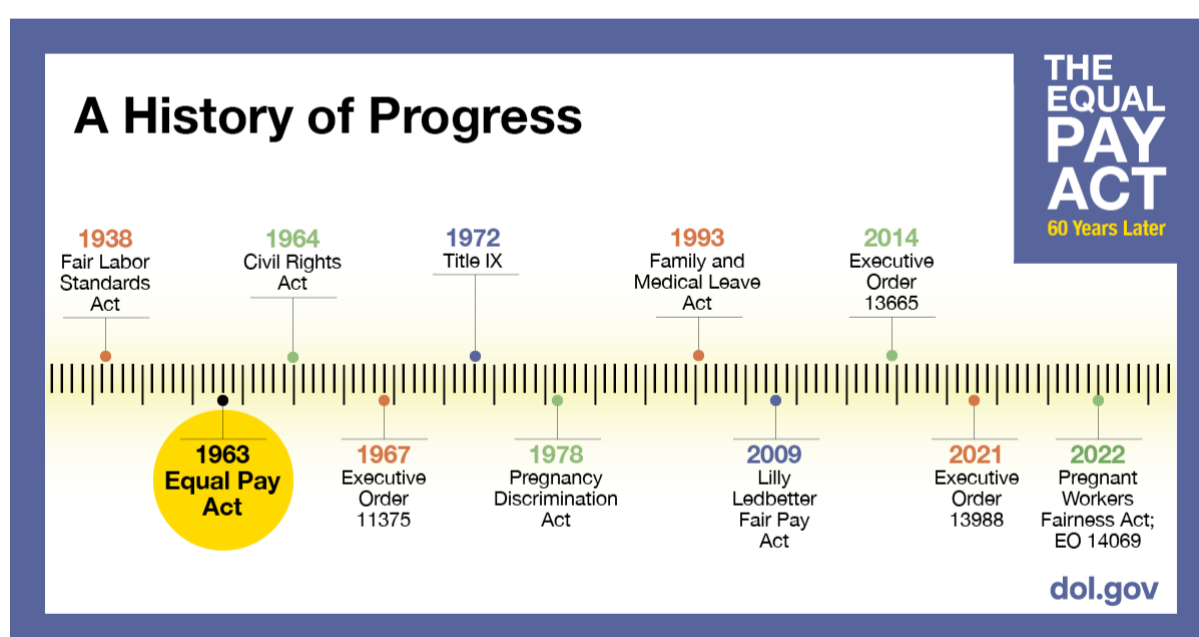 A History of Progress
THE
EQUAL
PAY
ACT
60 Years Later
1938
Fair Labor
Standards
Act
1964
Civil Rights
Act
1972
Title IX
1993
Family and
Medical Leave
Act
2014
Executive
Order
13665
1963
Equal Pay
Act
1967
Executive
Order
11375
1978
Pregnancy
Discrimination
Act
2009
Lilly
Ledbetter
Fair Pay
Act
2021
Executive
Order
13988
2022
Pregnant
Workers
Fairness Act;
EO 14069
dol.gov